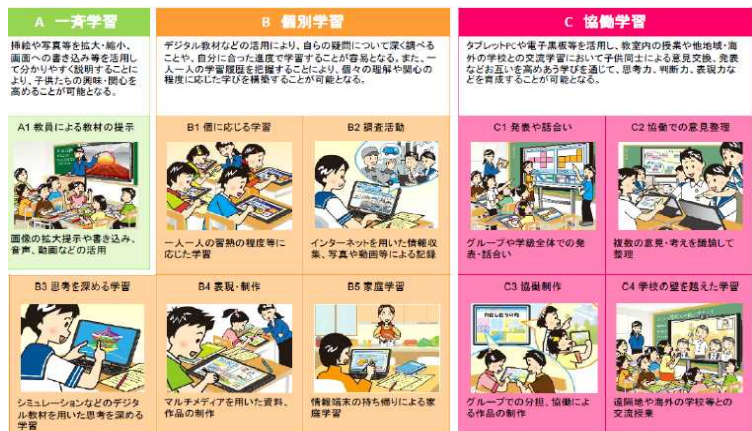 A 一斉学習
挿絵や写真等を拡大・縮小、
画面への書き込み等を活用し
て分かりやすく説明することに
より、子供たちの興味・関心を
高めることが可能となる。
B 個別学習
デジタル教材などの活用により、自らの疑問について深く調べる
ことや、自分に合った進度で学習することが容易となる。また、一
人一人の学習履歴を把握することにより、個々の理解や関心の
程度に応じた学びを構築することが可能となる。
C 協働学習
タブレットPCや電子黒板等を活用し、教室内の授業や他地域・海
外の学校との交流学習において子供同士による意見交換、発表
などお互いを高めあう学びを通じて、思考力、判断力、表現力な
どを育成することが可能となる。
A1 教員による教材の提示
画像の拡大提示や書き込み、
音声、動画などの活用
B1 個に応じる学習
一人一人の習熟の程度等に
応じた学習
B2 調査活動
インターネットを用いた情報収
集、写真や動画等による記録
C1 発表や話合い
グループや学級全体での発
表・話合い
C2 協働での意見整理
複数の意見・考えを議論して
整理
B3 思考を深める学習
シミュレーションなどのデジタ
ル教材を用いた思考を深める
学習
B4 表現・制作
マルチメディアを用いた資料、
作品の制作
B5 家庭学習
情報端末の持ち帰りによる家
庭学習
C3 協働制作
グループでの分担、協働によ
る作品の制作
C4 学校の壁を越えた学習
遠隔地や海外の学校等との
交流授業